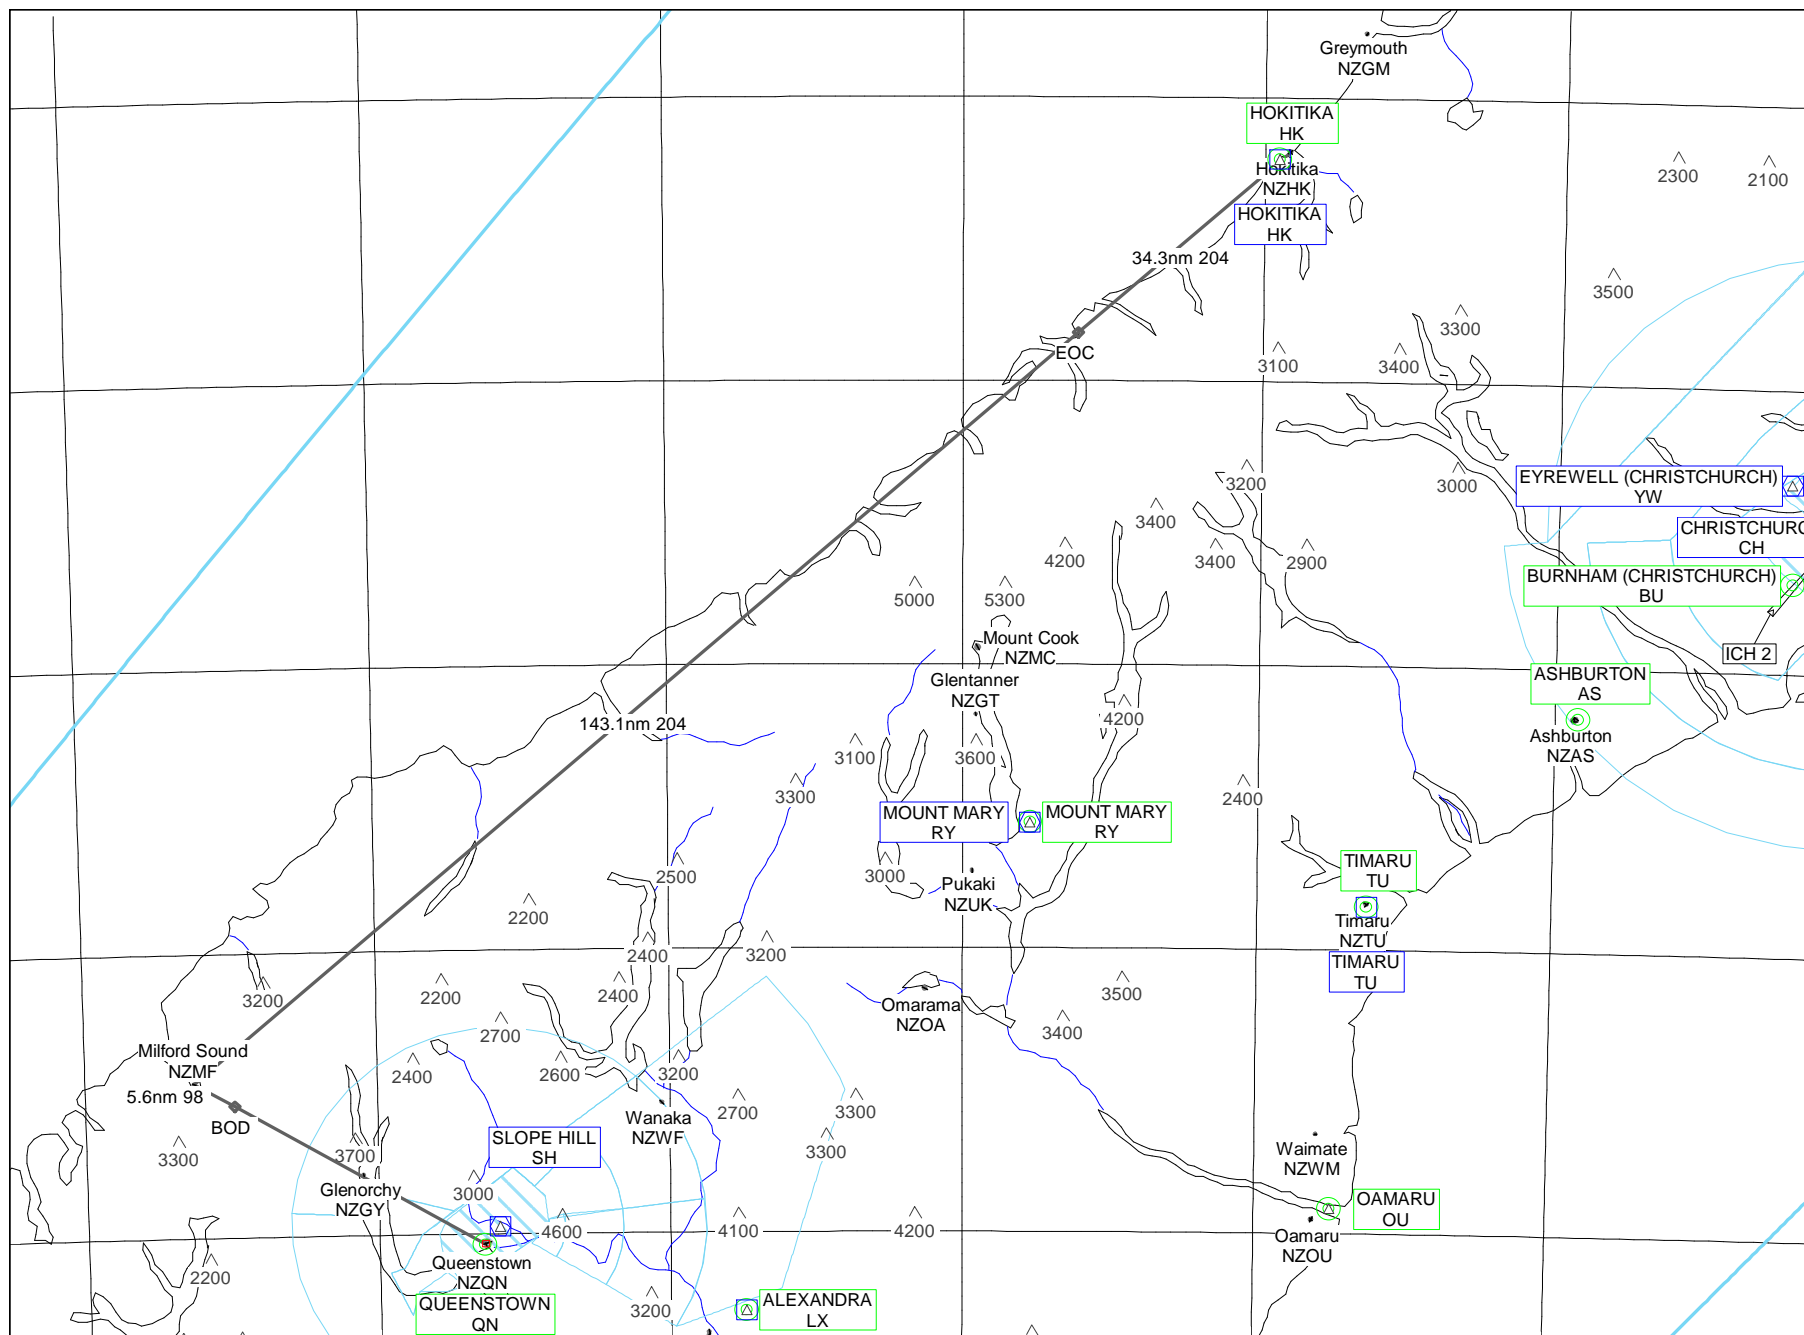 Greymouth
NZGM
HOKITIKA
HK
Hokitika
NZHK
HOKITIKA
HK
2300
2100
34.3nm 204
3500
3300
EOC
3100
3400
3200
3000
EYREWELL (CHRISTCHURCH)
YW
3400
CHRISTCHURC
CH
4200
3400
2900
5000
5300
BURNHAM (CHRISTCHURCH)
BU
Mount Cook
NZMC
ICH 2
Glentanner
NZGT
ASHBURTON
AS
143.1nm 204
4200
Ashburton
NZAS
3100
3600
3300
2400
MOUNT MARY
RY
MOUNT MARY
RY
2500
3000
Pukaki
NZUK
TIMARU
TU
2200
Timaru
NZTU
2400
3200
TIMARU
TU
3200
2200
2400
3500
Omarama
NZOA
2700
3400
Milford Sound
NZMF
2400
2600
3200
5.6nm 98
BOD
Wanaka
NZWF
2700
3300
3300
3300
3700
SLOPE HILL
SH
Waimate
NZWM
Glenorchy
NZGY
3000
4600
4100
4200
OAMARU
OU
Oamaru
NZOU
2200
Queenstown
NZQN
QUEENSTOWN
QN
3200
ALEXANDRA
LX